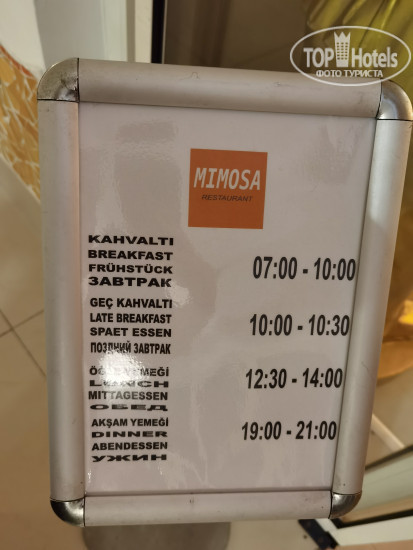 TOP Hotels
ФОТО ТУРИСТА
MIMOSA
RESTAURANT
KAHVALTI
BREAKFAST
FRÜHSTÜCK
ЗАВТРАК
07:00 - 10:00
GEÇ KAHVALTI
LATE BREAKFAST
SPAET ESSEN
ПОЗДНИЙ ЗАВТРАК
10:00 - 10:30
ÖĞLE YEMEĞİ
LUNCH
MITTAGESSEN
ОБЕД
12:30 - 14:00
AKŞAM YEMEĞİ
DINNER
ABENDESSEN
УЖИН
19:00 - 21:00